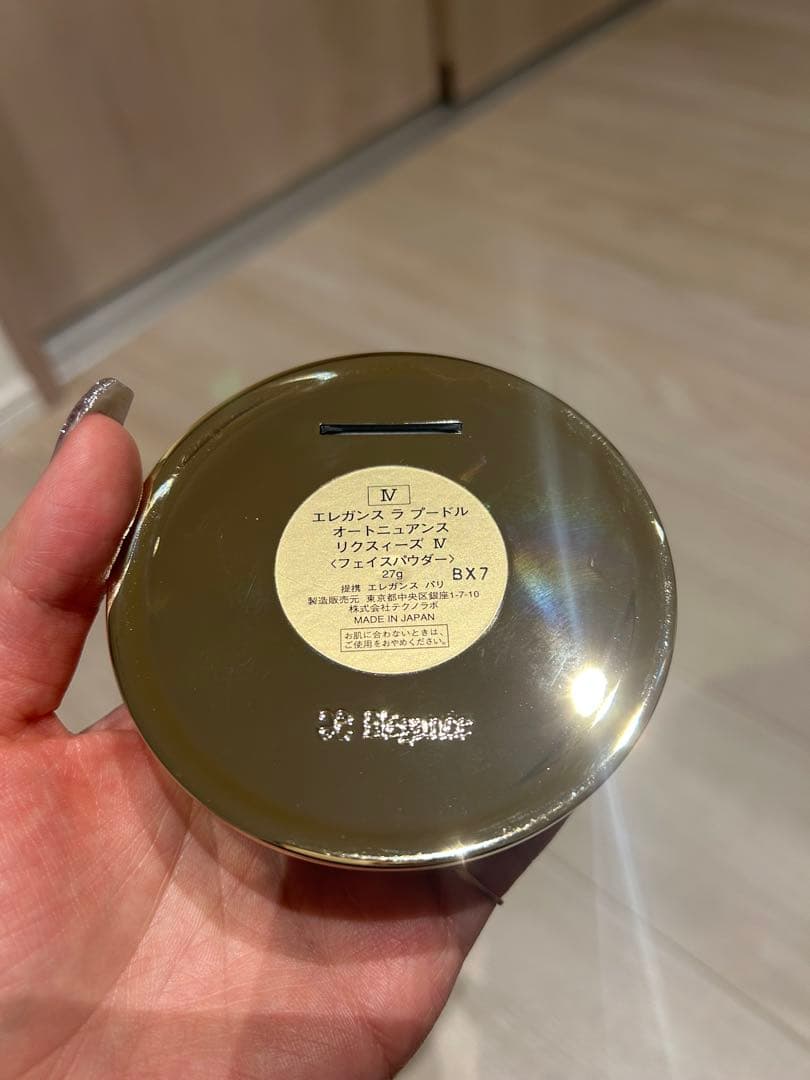 IV
エレガンス ラ プードル
オートニュアンス
リクスィーズ IV
〈フェイスパウダー〉
27g
BX7
提携 エレガンス パリ
製造販売元 東京都中央区銀座1-7-10
株式会社テクノラボ
MADE IN JAPAN
お肌に合わないときは、
ご使用をおやめください。
Elégance